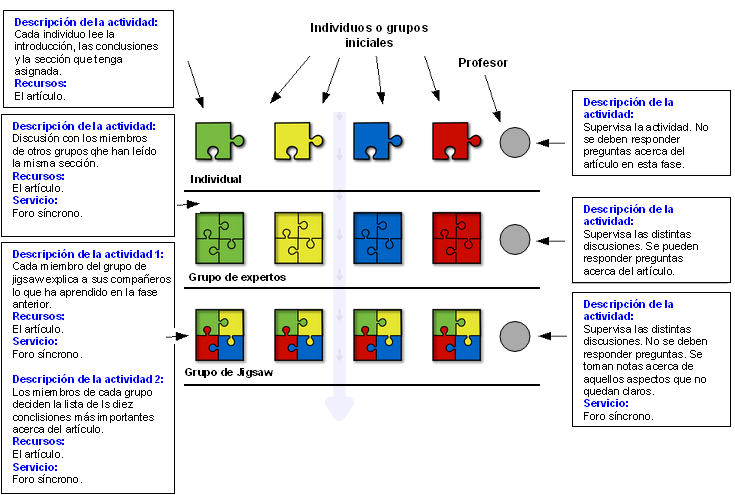 Descripción de la actividad:
Cada individuo lee la
introducción, las conclusiones
y la sección que tenga
asignada.
Recursos:
El artículo.
Individuos o grupos
iniciales
Profesor
Descripción de la
actividad:
Supervisa la actividad. No
se deben responder
preguntas acerca del
artículo en esta fase.
Individual
Descripción de la actividad:
Discusión con los miembros
de otros grupos qhe han leído
la misma sección.
Recursos:
El artículo.
Servicio:
Foro síncrono.
Descripción de la
actividad:
Supervisa las distintas
discusiones. Se pueden
responder preguntas
acerca del artículo.
Grupo de expertos
Descripción de la actividad 1:
Cada miembro del grupo de
jigsaw explica a sus compañeros
lo que ha aprendido en la fase
anterior.
Recursos:
El artículo.
Servicio:
Foro síncrono.
Descripción de la actividad 2:
Los miembros de cada grupo
deciden la lista de ls diez
conclisiones más importantes
acerca del artículo.
Recursos:
El artículo.
Servicio:
Foro síncrono.
Grupo de Jigsaw
Descripción de la
actividad:
Supervisa las distintas
discusiones. No se deben
responder preguntas. Se
toman notas acerca de
aquellos aspectos que no
quedan claros.
Servicio:
Foro síncrono.